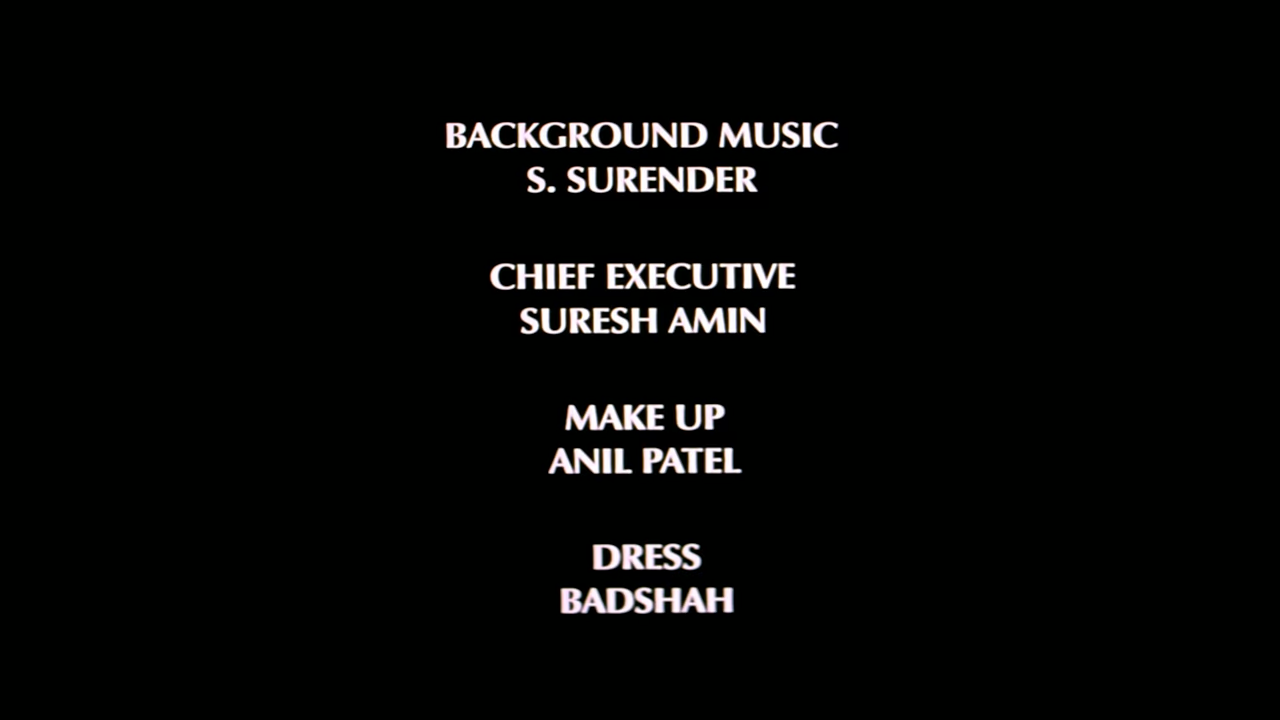 BACKGROUND MUSIC
S. SURENDER
CHIEF EXECUTIVE
SURESH AMIN
MAKE UP
ANIL PATEL
DRESS
BADSHAH